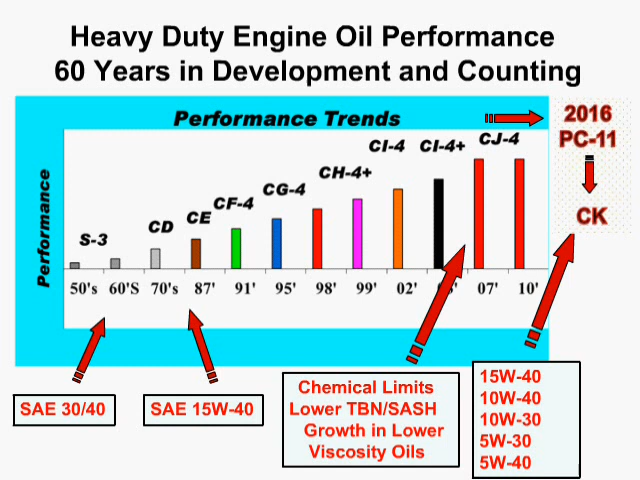 Heavy Duty Engine Oil Performance
60 Years in Development and Counting
Performance Trends
2016
PC-11
CK
Performance
S-3
CD
CE
CF-4
CG-4
CH-4+
CI-4
CI-4+
CJ-4
50's 60'S 70's 87' 91' 95' 98' 99' 02' 07' 10'
SAE 30/40
SAE 15W-40
Chemical Limits
Lower TBN/SASH
Growth in Lower
Viscosity Oils
15W-40
10W-40
10W-30
5W-30
5W-40